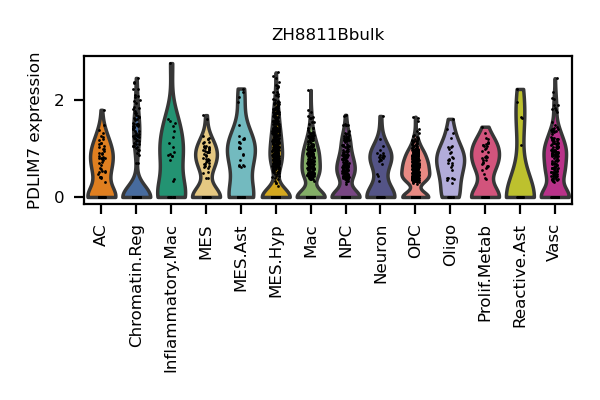 ZH8811Bbulk
PDLIM7 expression
2
0
AC
Chromatin.Reg
Inflammatory.Mac
MES
MES.Ast
MES.Hyp
Mac
NPC
Neuron
OPC
Oligo
Prolif.Metab
Reactive.Ast
Vasc